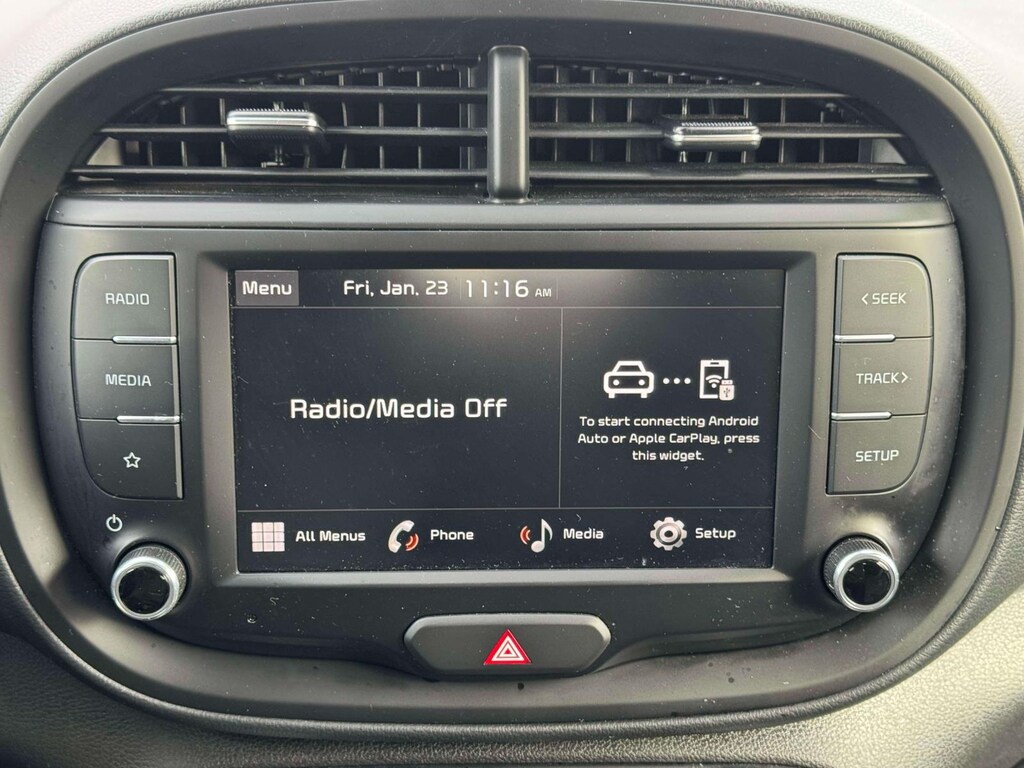 Menu
Fri, Jan. 23 11:16 AM
RADIO
MEDIA
Radio/Media Off
To start connecting Android
Auto or Apple CarPlay, press
this widget.
All Menus
Phone
Media
Setup
< SEEK
TRACK >
SETUP